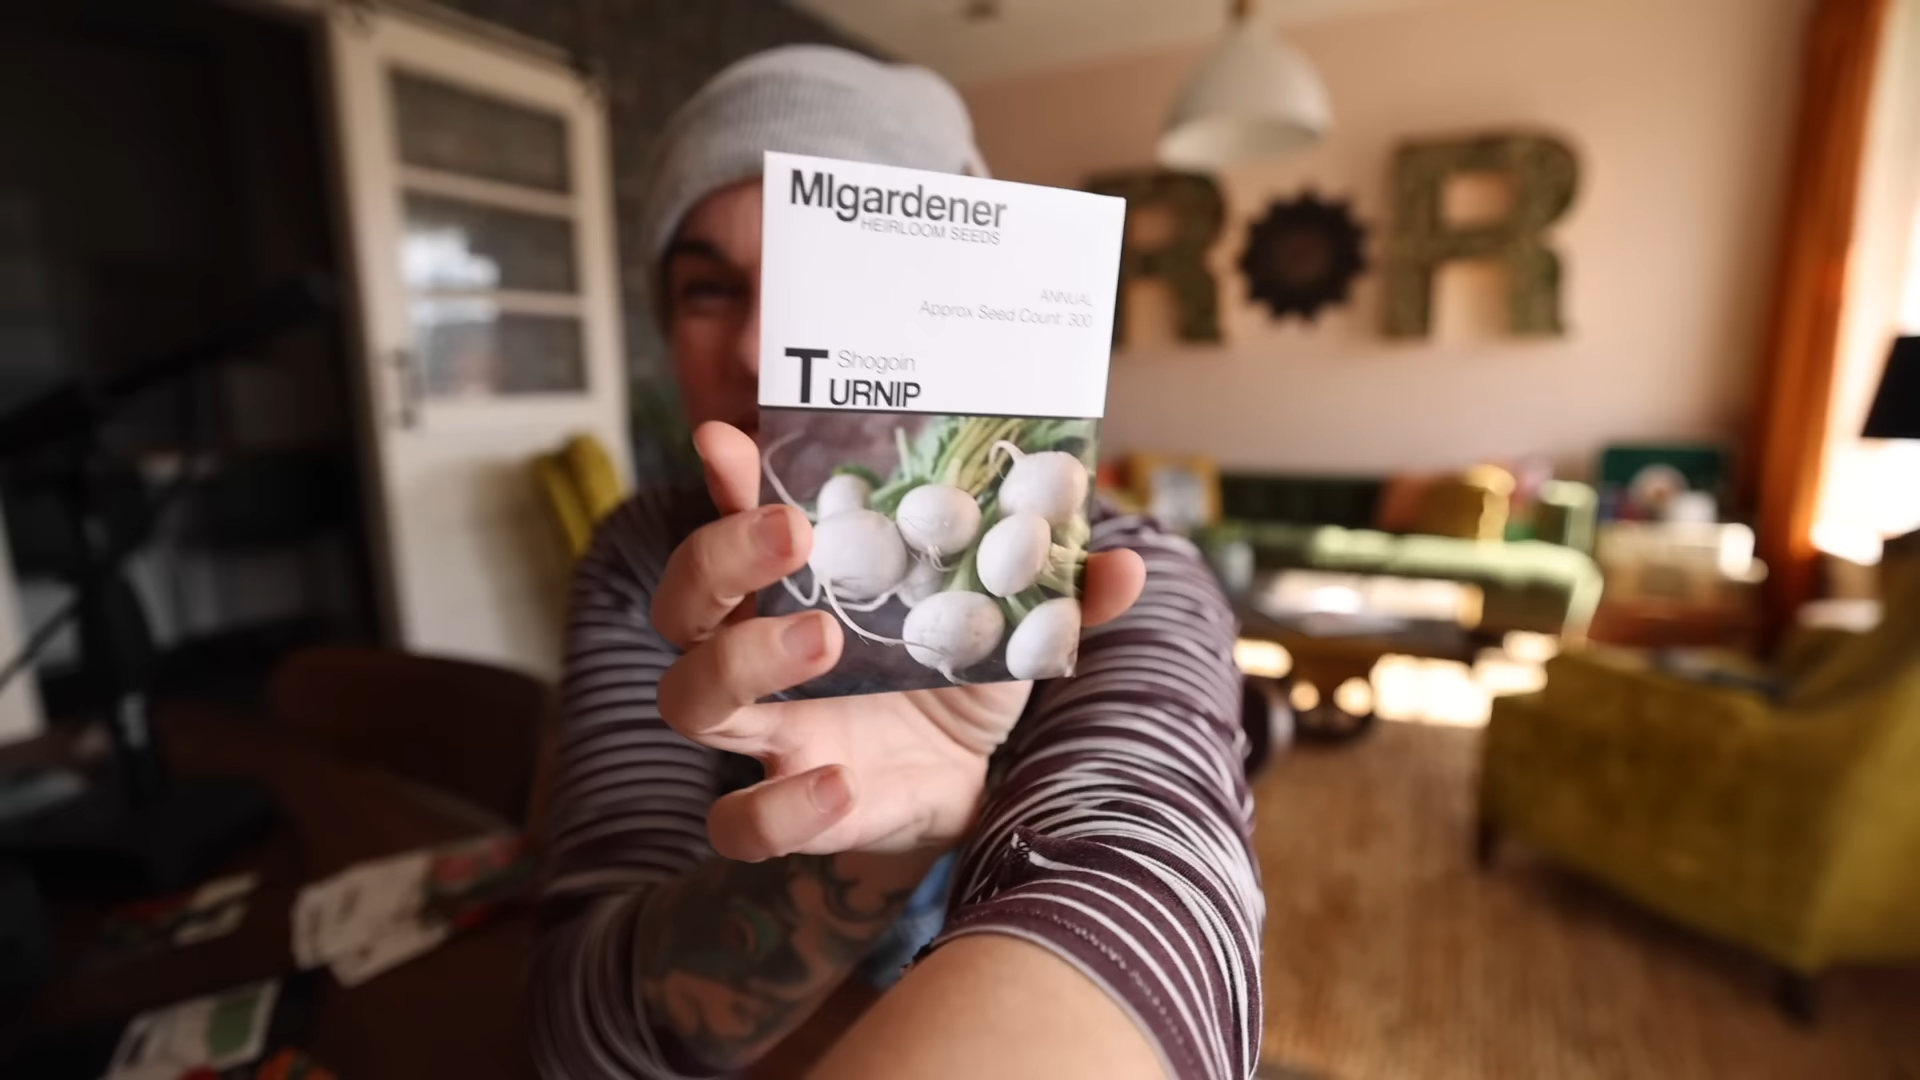 MIgardener
HEIRLOOM SEEDS
ANNUAL
Approx Seed Count: 300
Shogoin
TURNIP
R R